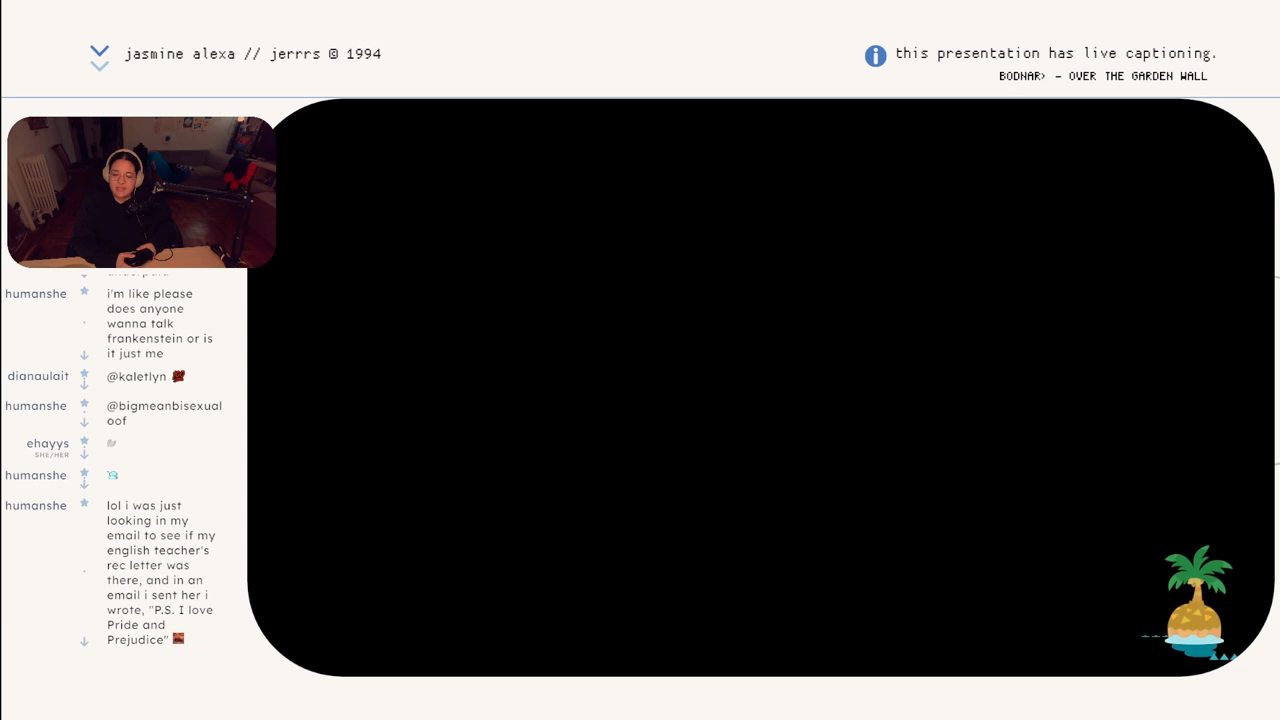 jasmine alexa // jerrrs © 1994
this presentation has live captioning.
BODNAR> - OVER THE GARDEN WALL
humanshe
i'm like please
does anyone
wanna talk
frankenstein or is
it just me
dianaulait
@kaletlyn
humanshe
@bigmeanbisexual
oof
ehayys
SHE/HER
humanshe
humanshe
lol i was just
looking in my
email to see if my
english teacher's
rec letter was
there, and in an
email i sent her i
wrote, "P.S. I love
Pride and
Prejudice"